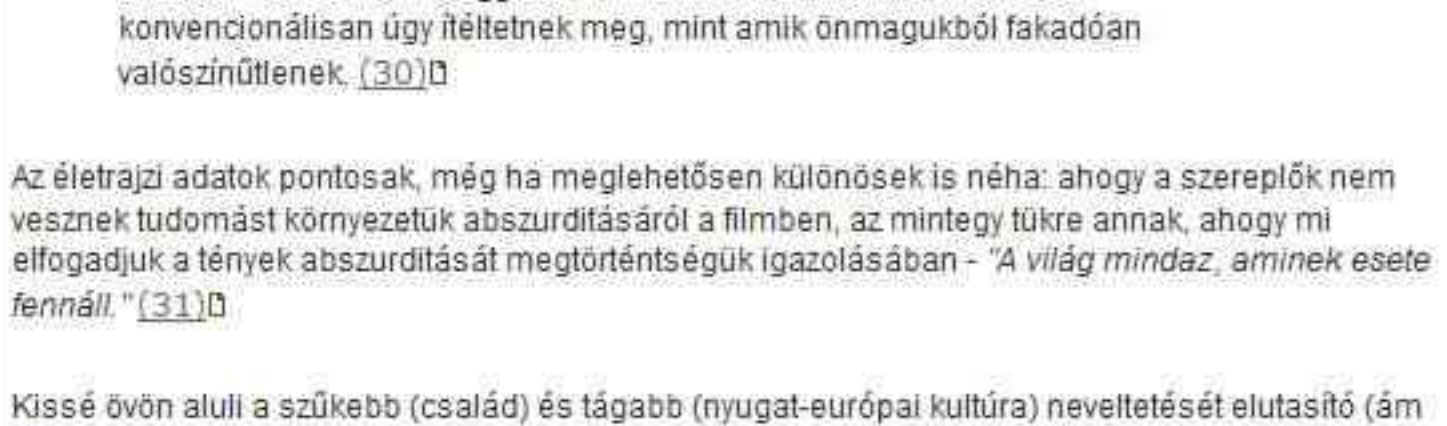 konvencionálisan úgy ítéltetnek meg, mint amik önmagukból fakadóan
valószínűtlenek. (30)
Az életrajzi adatok pontosak, még ha meglehetősen különösek is néha: ahogy a szereplők nem
vesznek tudomást környezetük abszurditásáról a filmben, az mintegy tükre annak, ahogy mi
elfogadjuk a tények abszurditását megtörténtségük igazolásában - "A világ mindaz, aminek esete
fennáll." (31)
Kissé övön aluli a szűkebb (család) és tágabb (nyugat-európai kultúra) neveltetését elutasító (ám